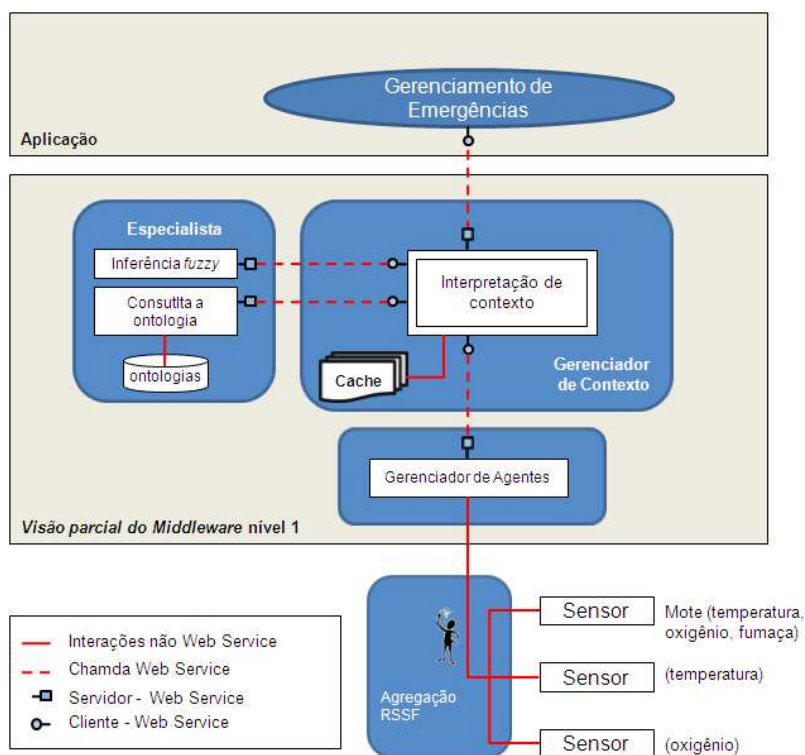 Gerenciamento de
Emergências
Aplicação
Especialista
Inferência fuzzy
Consutlta a
ontologia
ontologias
Interpretação de
contexto
Cache
Gerenciador
de Contexto
Gerenciador de Agentes
Visão parcial do Middleware nível 1
Interações não Web Service
Chamda Web Service
Servidor - Web Service
Cliente - Web Service
Agregação
RSSF
Sensor
Mote (temperatura,
oxigênio, fumaça)
Sensor
(temperatura)
Sensor
(oxigênio)